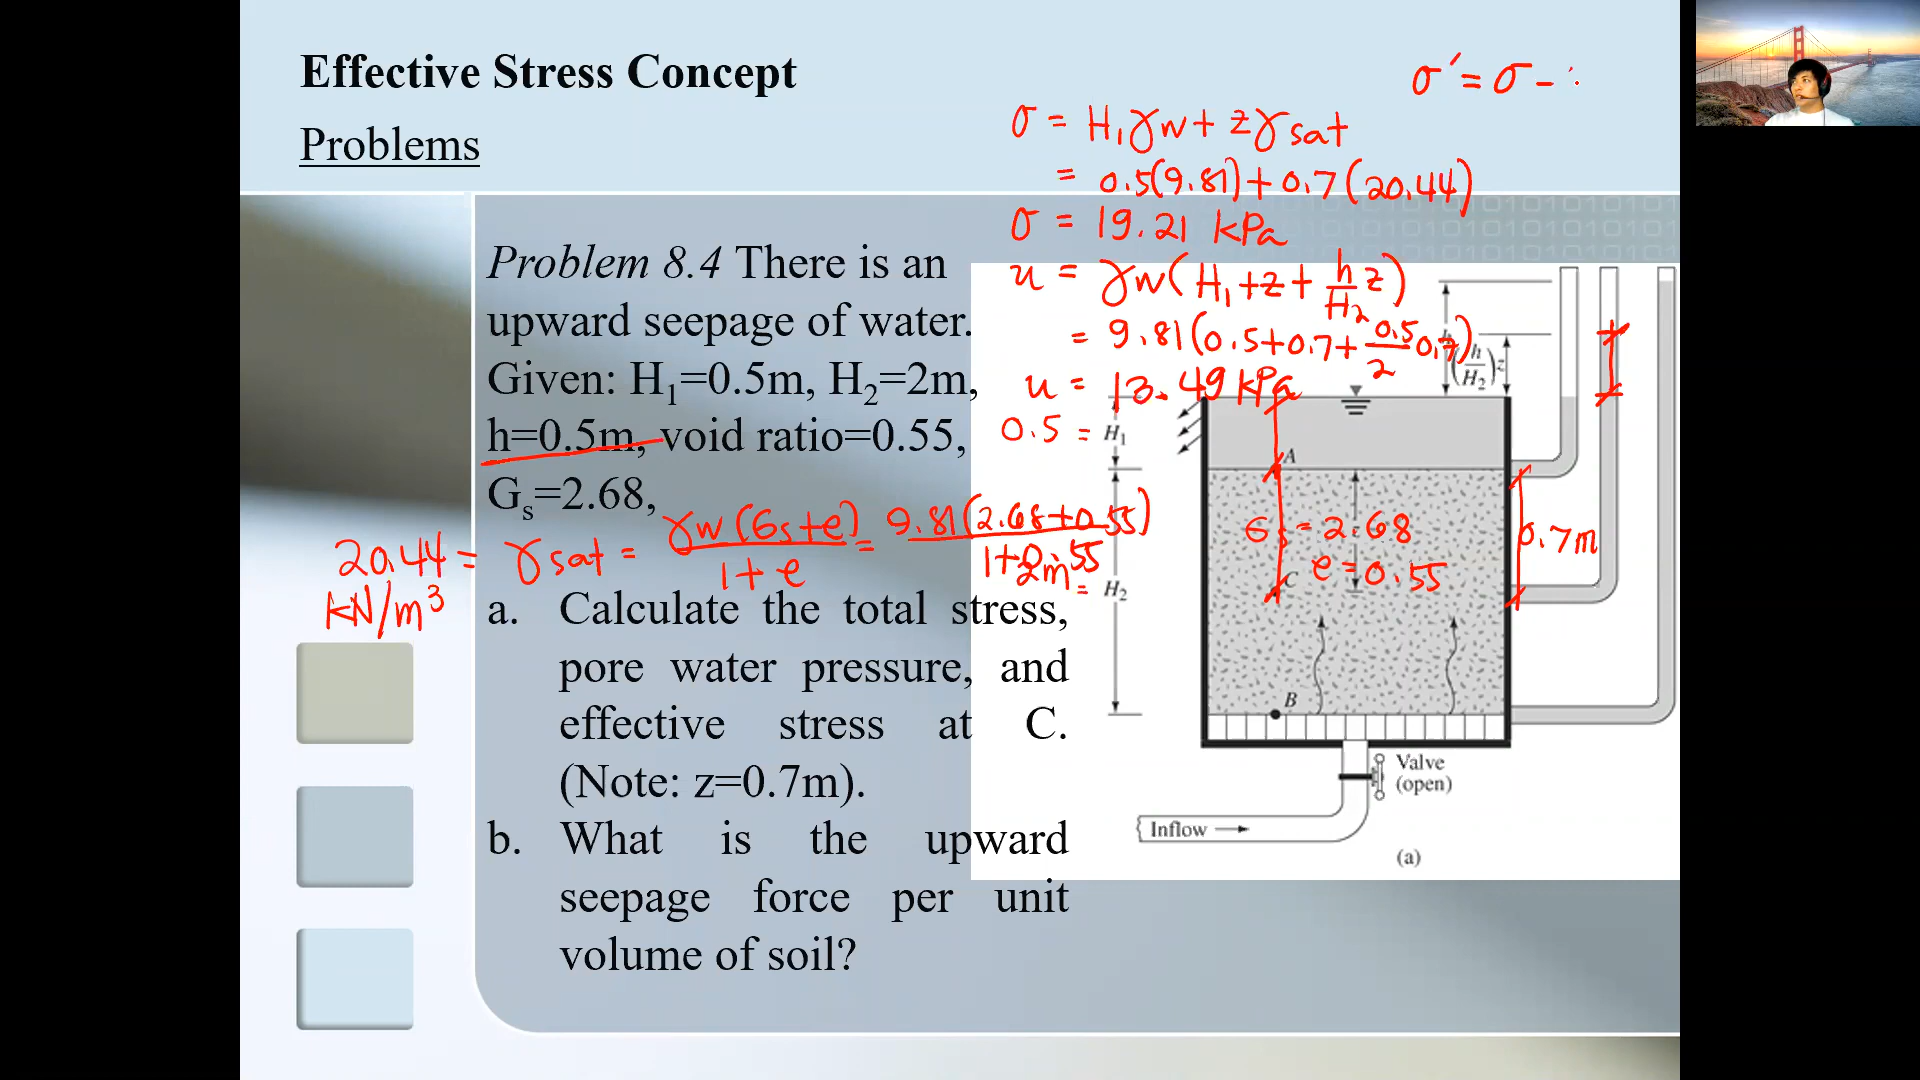 Effective Stress Concept
Problems
σ' = σ -
σ = H₁γw + zγsat
= 0.5(9.81) + 0.7(20.44)
σ = 19.21 kPa
u = γw(H₁ + z + h/H₂ z)
= 9.81(0.5+0.7+ 0.5/2 0.7)
u = 13.49 kPa
Problem 8.4 There is an
upward seepage of water.
Given: H₁=0.5m, H₂=2m,
h=0.5m, void ratio=0.55,
Gₛ=2.68,
20.44 = γsat = γw(Gs+e)/1+e = 9.81(2.68+0.55)/1+0.55
kN/m³
a. Calculate the total stress,
pore water pressure, and
effective stress at C.
(Note: z=0.7m).
b. What is the upward
seepage force per unit
volume of soil?
(h/H₂)z
0.5 = H₁
A
Gs = 2.68
0.7m
C e = 0.55
2m = H₂
B
Valve
(open)
Inflow
(a)